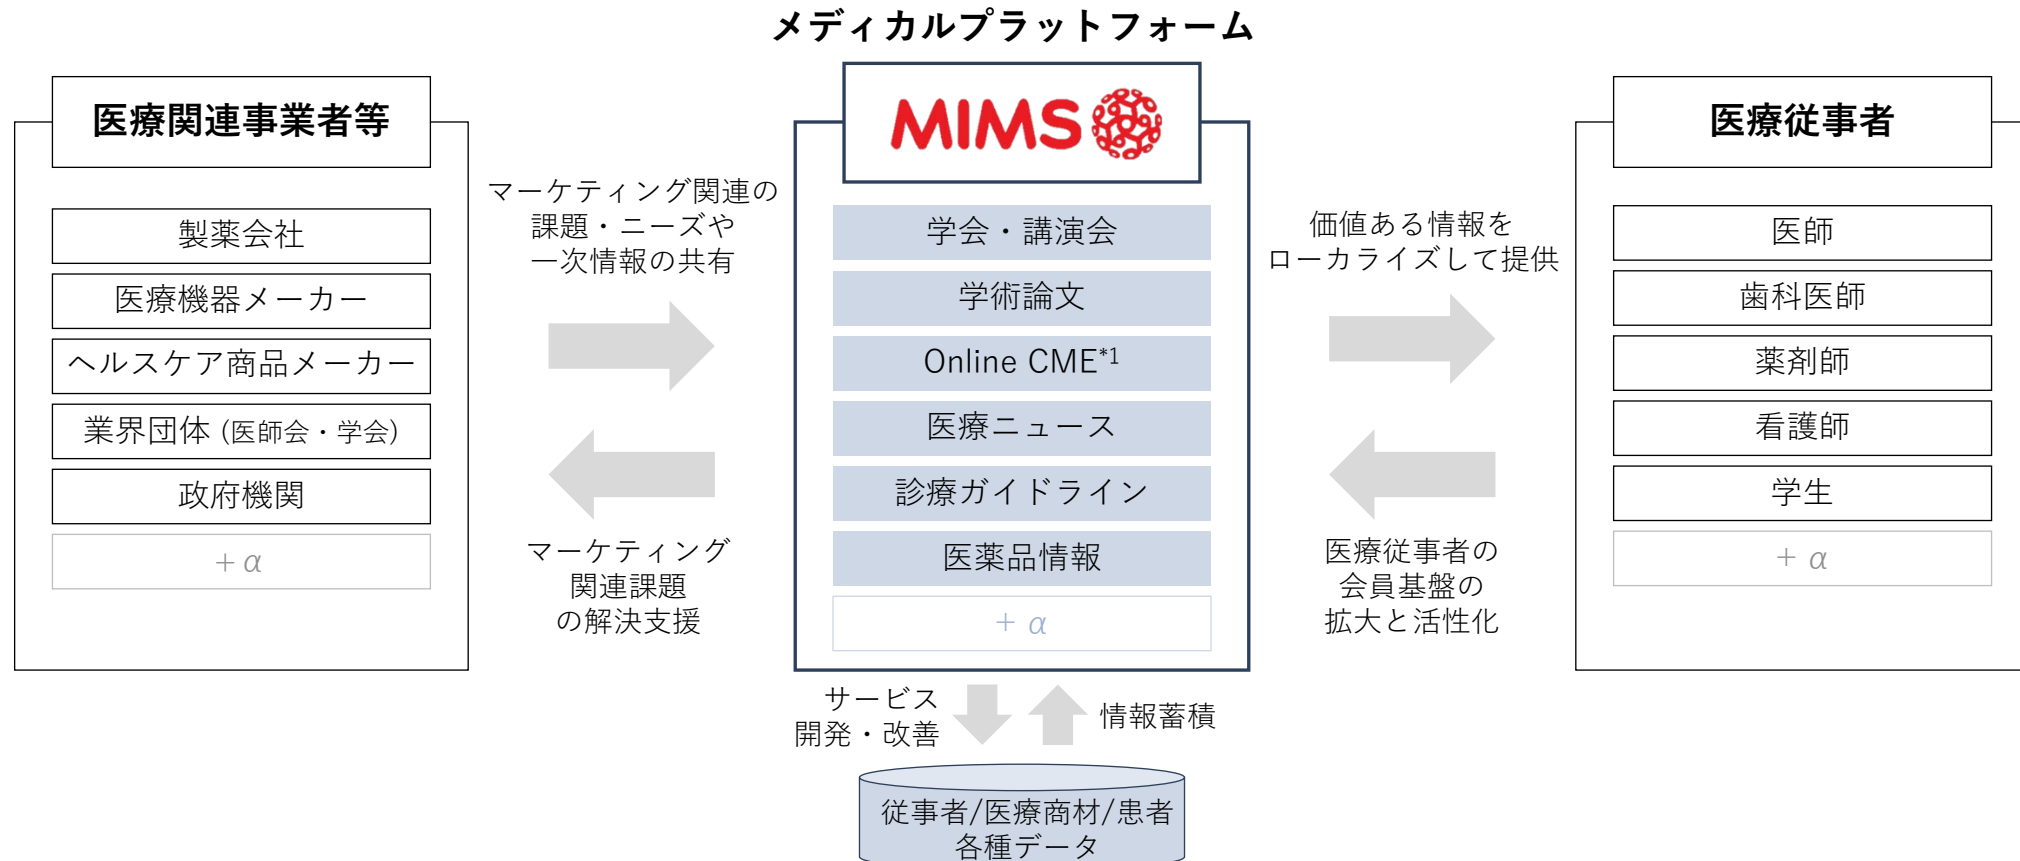 メディカルプラットフォーム
医療関連事業者等
製薬会社
医療機器メーカー
ヘルスケア商品メーカー
業界団体 (医師会・学会)
政府機関
+ α
マーケティング関連の
課題・ニーズや
一次情報の共有
マーケティング
関連課題
の解決支援
MIMS
学会・講演会
学術論文
Online CME*1
医療ニュース
診療ガイドライン
医薬品情報
+ α
価値ある情報を
ローカライズして提供
医療従事者の
会員基盤の
拡大と活性化
医療従事者
医師
歯科医師
薬剤師
看護師
学生
+ α
サービス
開発・改善
情報蓄積
従事者/医療商材/患者
各種データ